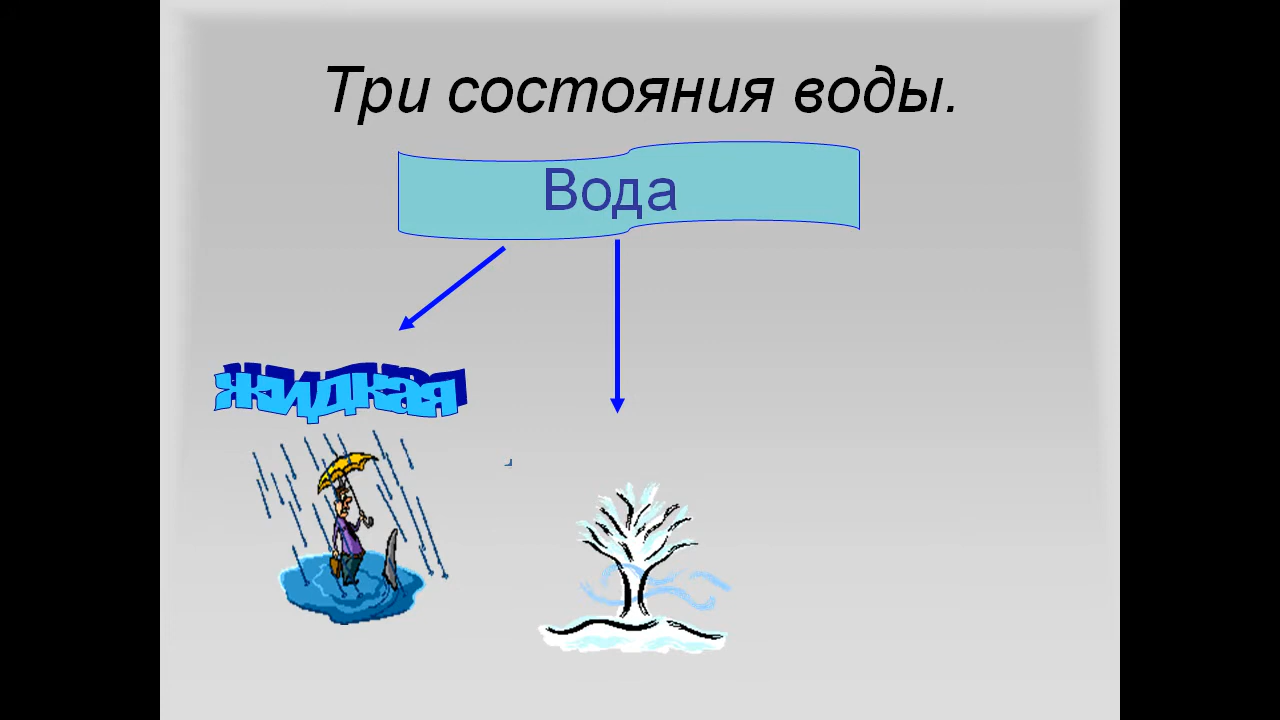 Три состояния воды.
Вода
жидкая